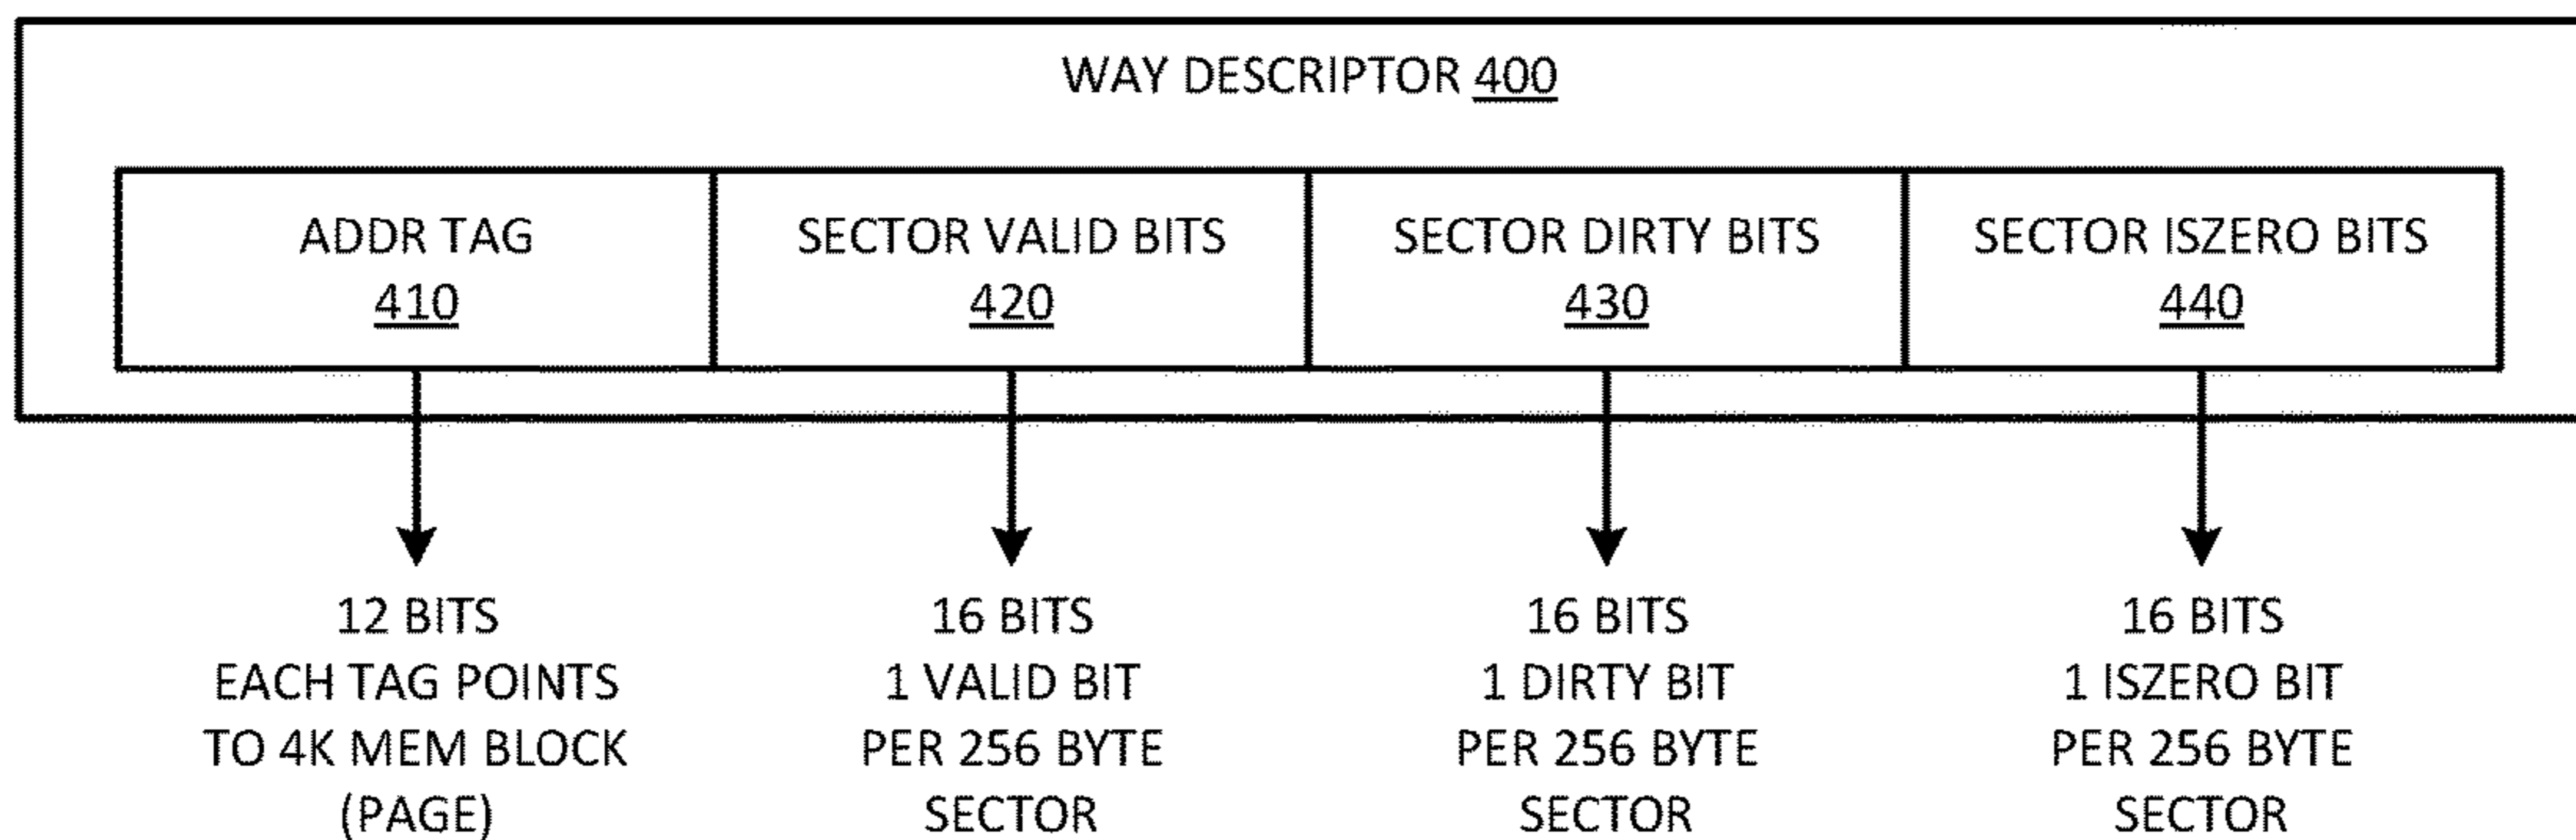 WAY DESCRIPTOR 400
ADDR TAG
410
SECTOR VALID BITS
420
SECTOR DIRTY BITS
430
SECTOR ISZERO BITS
440
12 BITS
EACH TAG POINTS
TO 4K MEM BLOCK
(PAGE)
16 BITS
1 VALID BIT
PER 256 BYTE
SECTOR
16 BITS
1 DIRTY BIT
PER 256 BYTE
SECTOR
16 BITS
1 ISZERO BIT
PER 256 BYTE
SECTOR